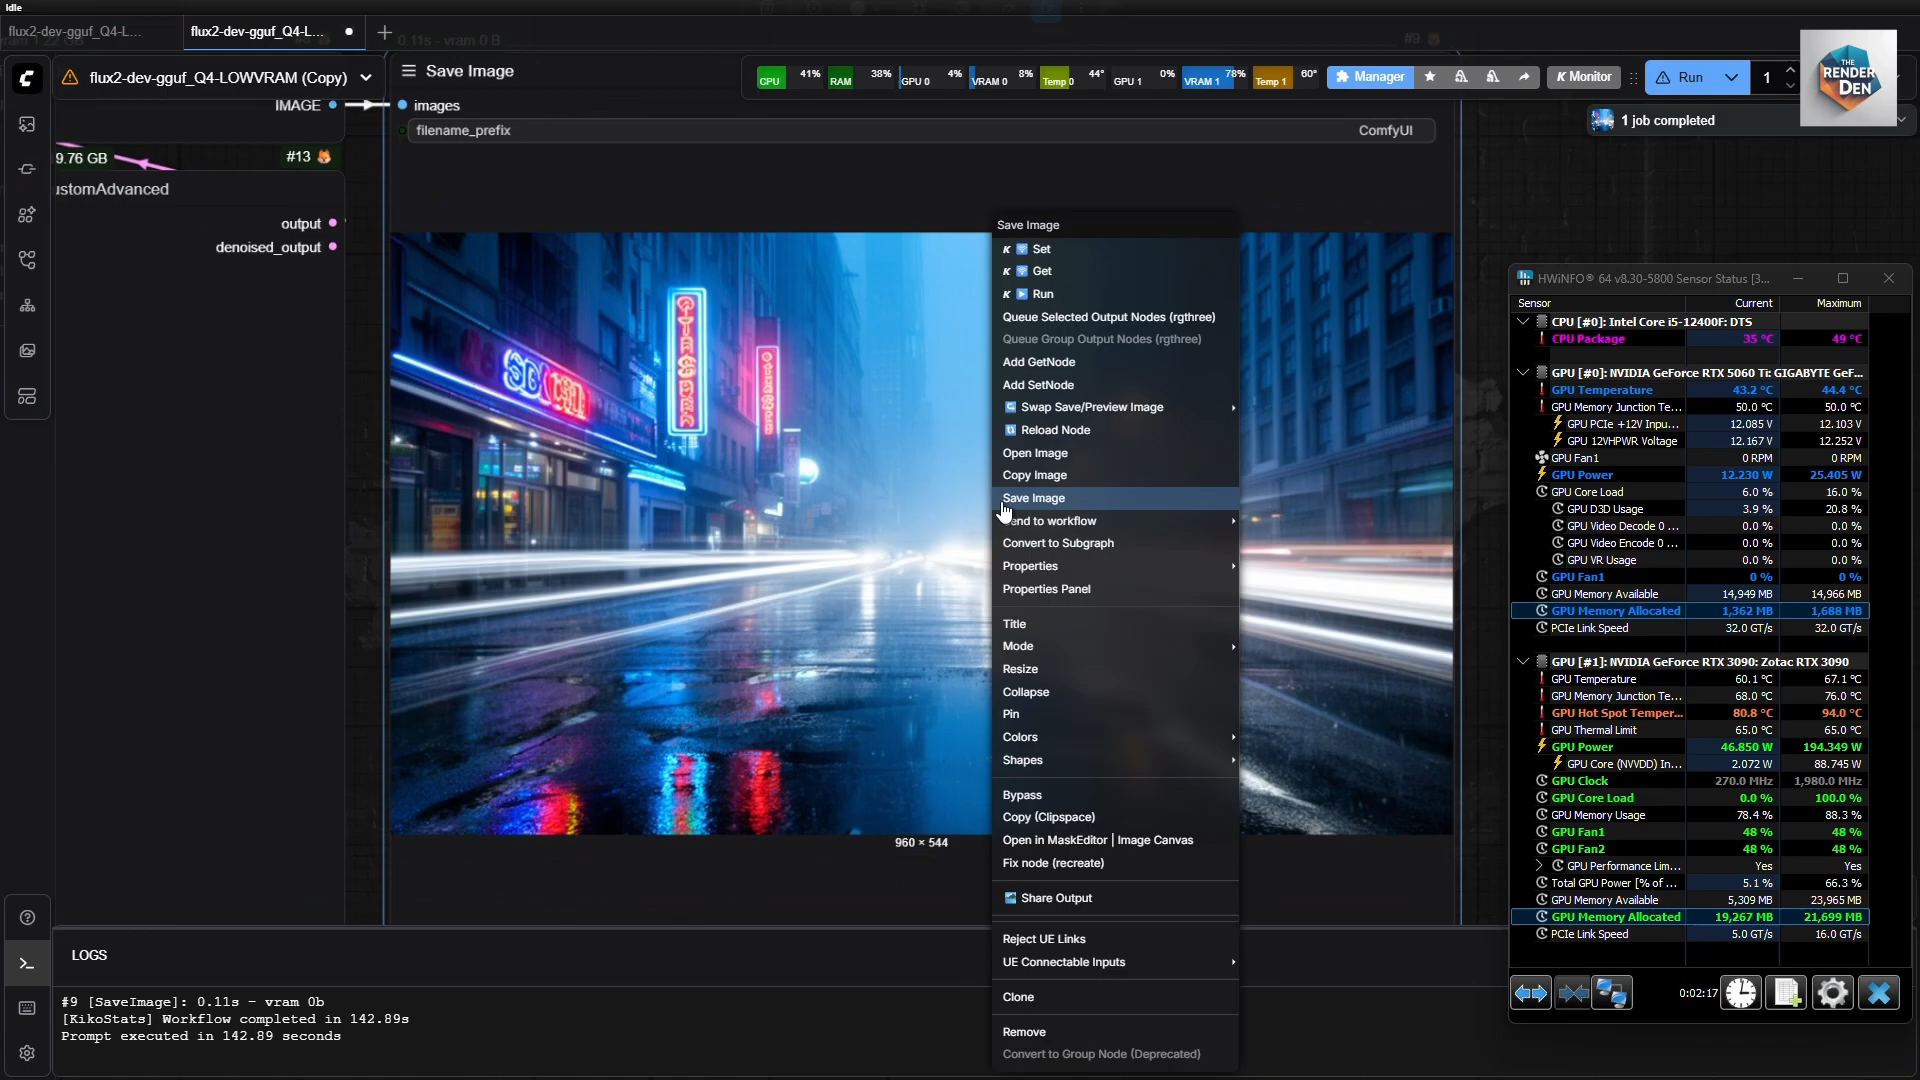 Idle
flux2-dev-gguf_Q4-L...
flux2-dev-gguf_Q4-L...
0.11s - vram 0 B
#9
flux2-dev-gguf_Q4-LOWVRAM (Copy)
Save Image
CPU 41%
RAM 38%
GPU 0 4%
VRAM 0 8%
Temp 0 44°
GPU 1 0%
VRAM 1 78%
Temp 1 60°
Manager
K Monitor
Run
1
THE
RENDER
DEN
1 job completed
IMAGE
images
filename_prefix ComfyUI
9.76 GB
#13
ustomAdvanced
output
denoised_output
960 × 544
Save Image
K Set
K Get
K Run
Queue Selected Output Nodes (rgthree)
Queue Group Output Nodes (rgthree)
Add GetNode
Add SetNode
Swap Save/Preview Image
Reload Node
Open Image
Copy Image
Save Image
end to workflow
Convert to Subgraph
Properties
Properties Panel
Title
Mode
Resize
Collapse
Pin
Colors
Shapes
Bypass
Copy (Clipspace)
Open in MaskEditor | Image Canvas
Fix node (recreate)
Share Output
Reject UE Links
UE Connectable Inputs
Clone
Remove
Convert to Group Node (Deprecated)
HWiNFO® 64 v8.30-5800 Sensor Status [3...
Sensor Current Maximum
CPU [#0]: Intel Core i5-12400F: DTS
CPU Package 35 °C 49 °C
GPU [#0]: NVIDIA GeForce RTX 5060 Ti: GIGABYTE GeF...
GPU Temperature 43.2 °C 44.4 °C
GPU Memory Junction Te... 50.0 °C 50.0 °C
GPU PCIe +12V Inpu... 12.085 V 12.103 V
GPU 12VHPWR Voltage 12.167 V 12.252 V
GPU Fan1 0 RPM 0 RPM
GPU Power 12.230 W 25.405 W
GPU Core Load 6.0 % 16.0 %
GPU D3D Usage 3.9 % 20.8 %
GPU Video Decode 0 ... 0.0 % 0.0 %
GPU Video Encode 0 ... 0.0 % 0.0 %
GPU VR Usage 0.0 % 0.0 %
GPU Fan1 0 % 0 %
GPU Memory Available 14,949 MB 14,966 MB
GPU Memory Allocated 1,362 MB 1,688 MB
PCIe Link Speed 32.0 GT/s 32.0 GT/s
GPU [#1]: NVIDIA GeForce RTX 3090: Zotac RTX 3090
GPU Temperature 60.1 °C 67.1 °C
GPU Memory Junction Te... 68.0 °C 76.0 °C
GPU Hot Spot Temper... 80.8 °C 94.0 °C
GPU Thermal Limit 65.0 °C 65.0 °C
GPU Power 46.850 W 194.349 W
GPU Core (NVVDD) In... 2.072 W 88.745 W
GPU Clock 270.0 MHz 1,980.0 MHz
GPU Core Load 0.0 % 100.0 %
GPU Memory Usage 78.4 % 88.3 %
GPU Fan1 48 % 48 %
GPU Fan2 48 % 48 %
GPU Performance Lim... Yes Yes
Total GPU Power [% of ... 5.1 % 66.3 %
GPU Memory Available 5,309 MB 23,965 MB
GPU Memory Allocated 19,267 MB 21,699 MB
PCIe Link Speed 5.0 GT/s 16.0 GT/s
0:02:17
LOGS
#9 [SaveImage]: 0.11s - vram 0b
[KikoStats] Workflow completed in 142.89s
Prompt executed in 142.89 seconds